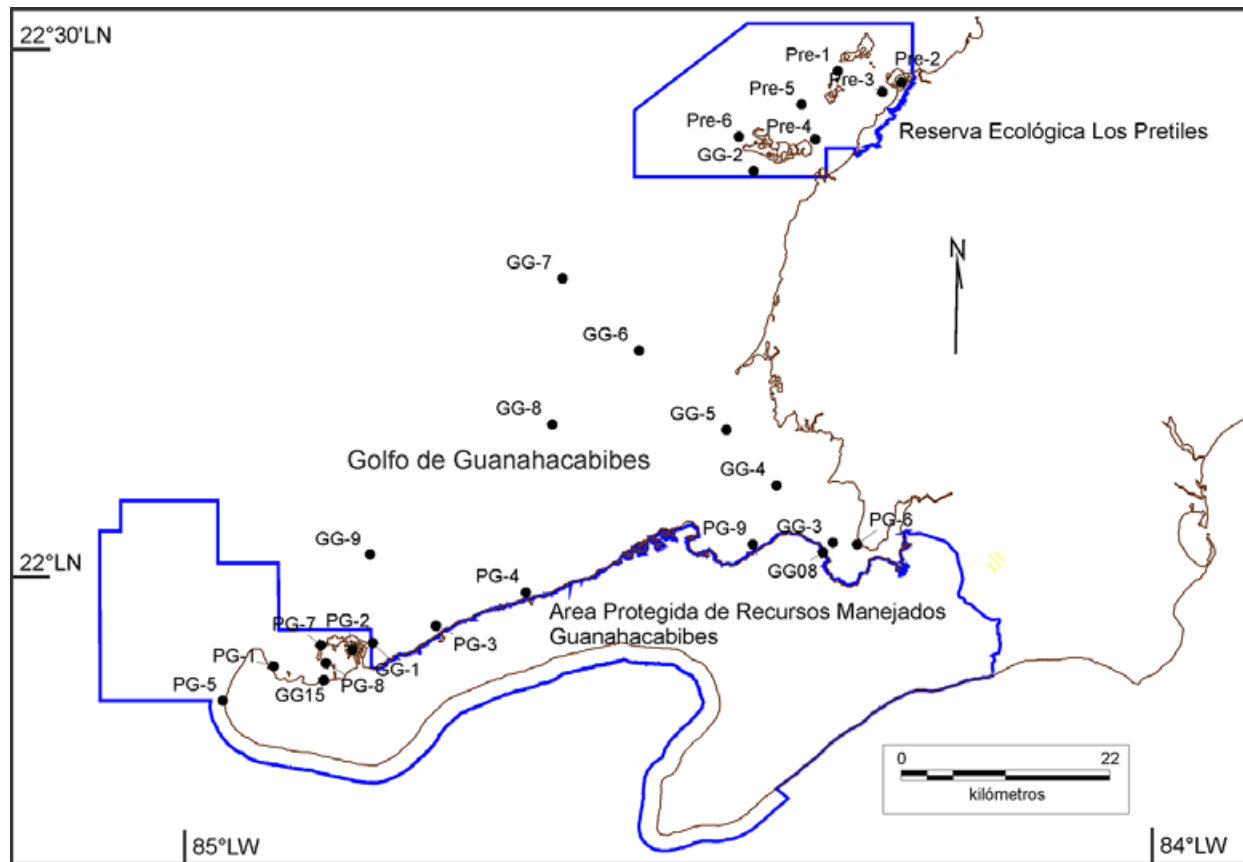 22°30'LN
Pre-1
Pre-2
Pre-3
Pre-5
Pre-6
Pre-4
Reserva Ecológica Los Pretiles
GG-2
N
GG-7
GG-6
GG-8
GG-5
Golfo de Guanahacabibes
GG-4
PG-9
GG-3
PG-6
GG-9
GG08
22°LN
PG-4
Area Protegida de Recursos Manejados
Guanahacabibes
PG-7
PG-2
PG-3
PG-1
GG-1
PG-5
GG15
PG-8
0
22
kilómetros
85°LW
84°LW